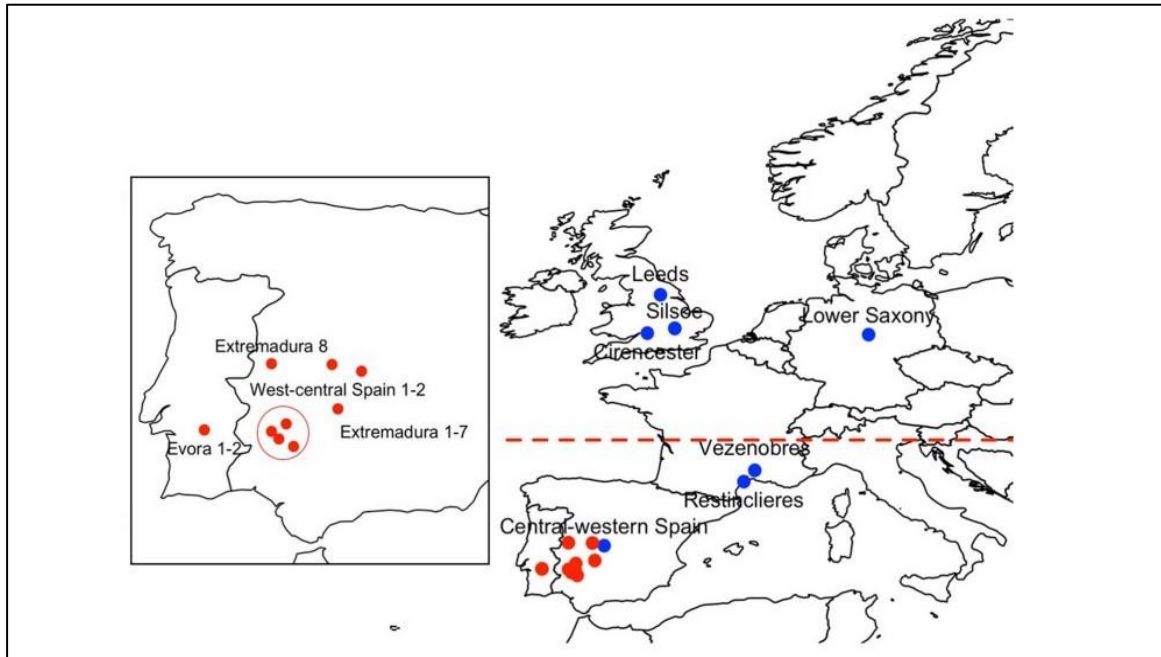 Extremadura 8
West-central Spain 1-2
Extremadura 1-7
Evora 1-2
Leeds
Silsoe
Cirencester
Lower Saxony
Vezenobres
Restinclieres
Central-western Spain